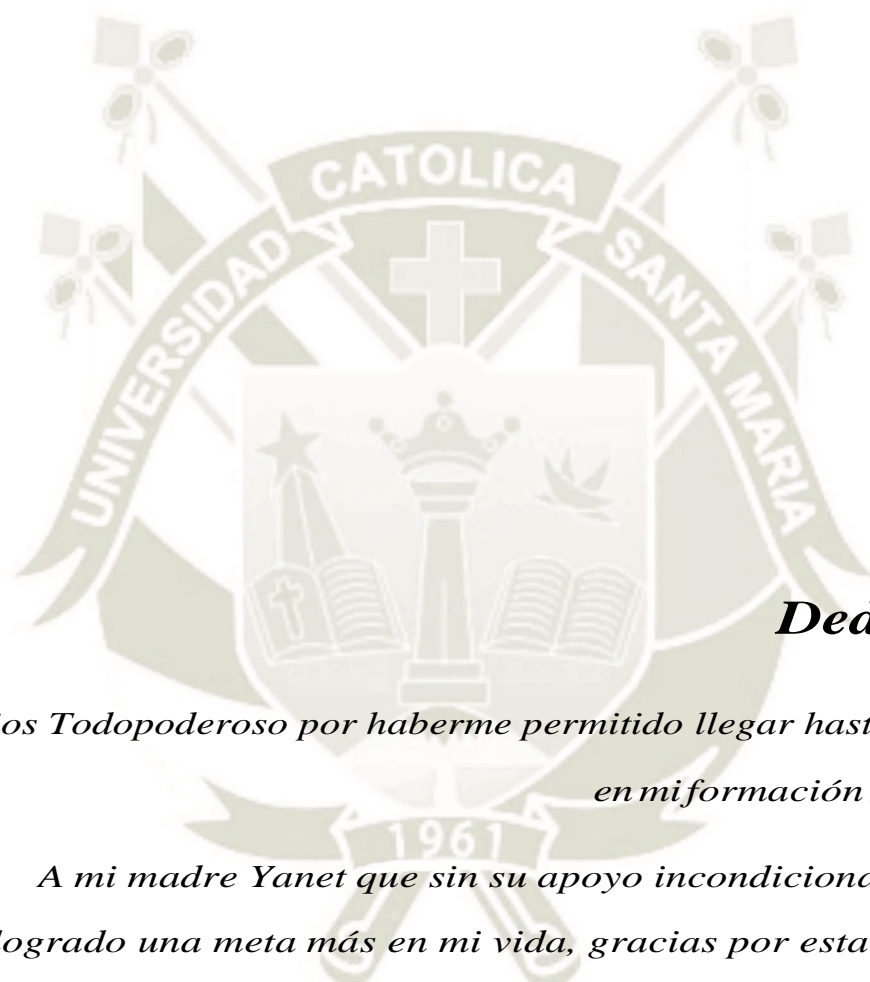 UNIVERSIDAD CATOLICA SANTA MARIA
Ded
ios Todopoderoso por haberme permitido llegar hast
en mi formación
1961
A mi madre Yanet que sin su apoyo incondiciona
logrado una meta más en mi vida, gracias por esta